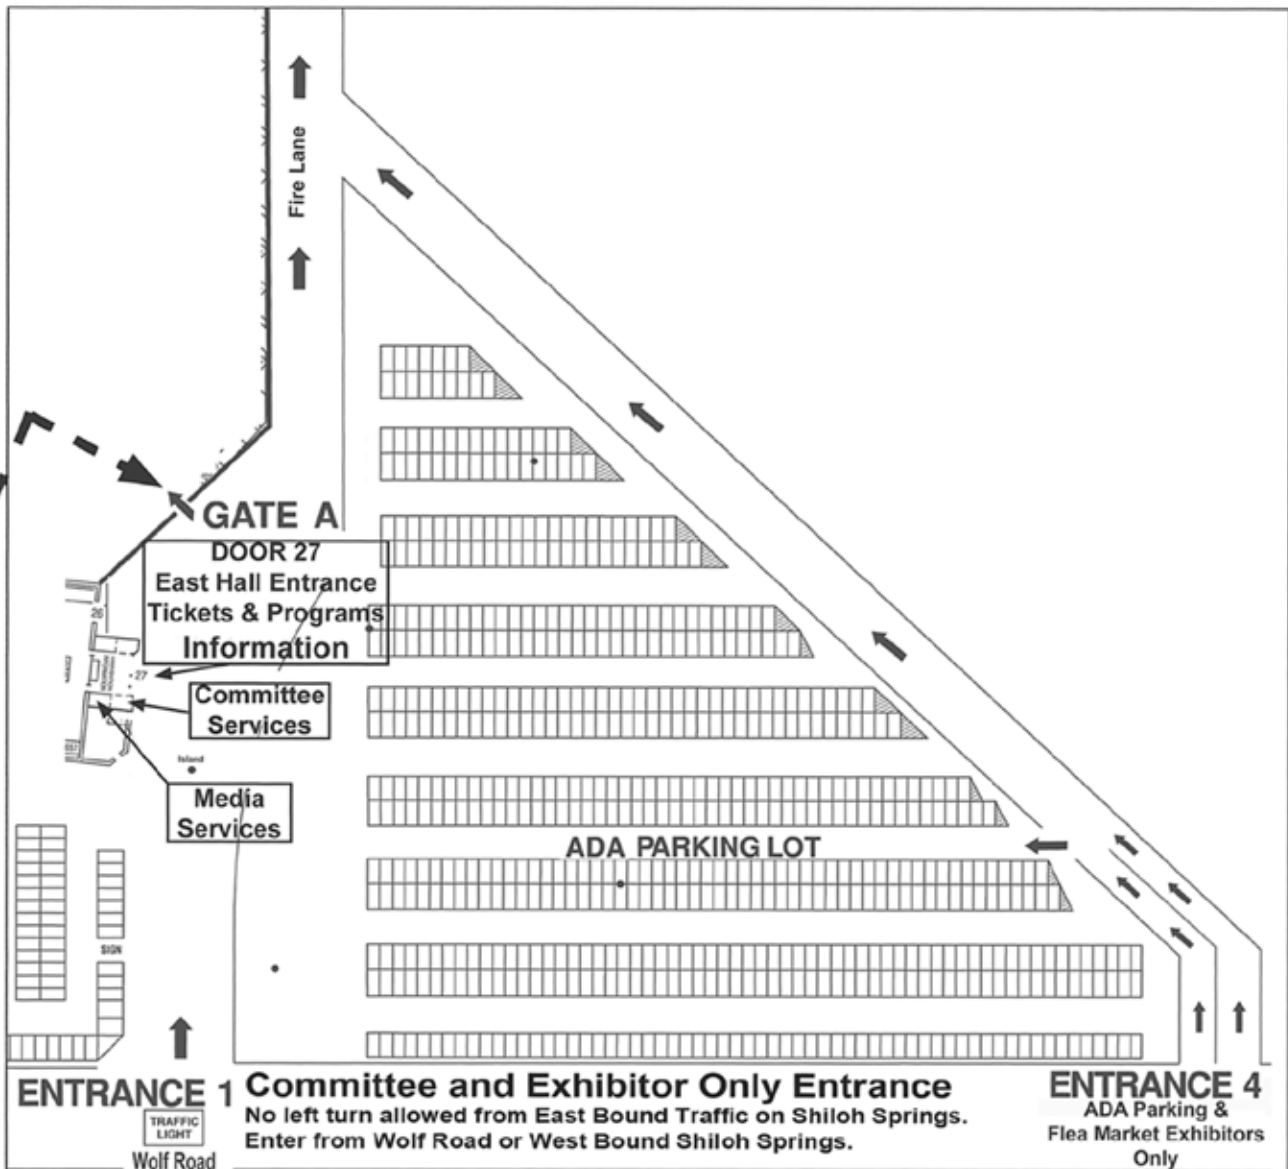 Fire Lane
GATE A
DOOR 27
East Hall Entrance
Tickets & Programs
Information
26
27
Committee
Services
Island
Media
Services
ADA PARKING LOT
SIGN
ENTRANCE 1
TRAFFIC
LIGHT
Wolf Road
Committee and Exhibitor Only Entrance
No left turn allowed from East Bound Traffic on Shiloh Springs.
Enter from Wolf Road or West Bound Shiloh Springs.
ENTRANCE 4
ADA Parking &
Flea Market Exhibitors
Only